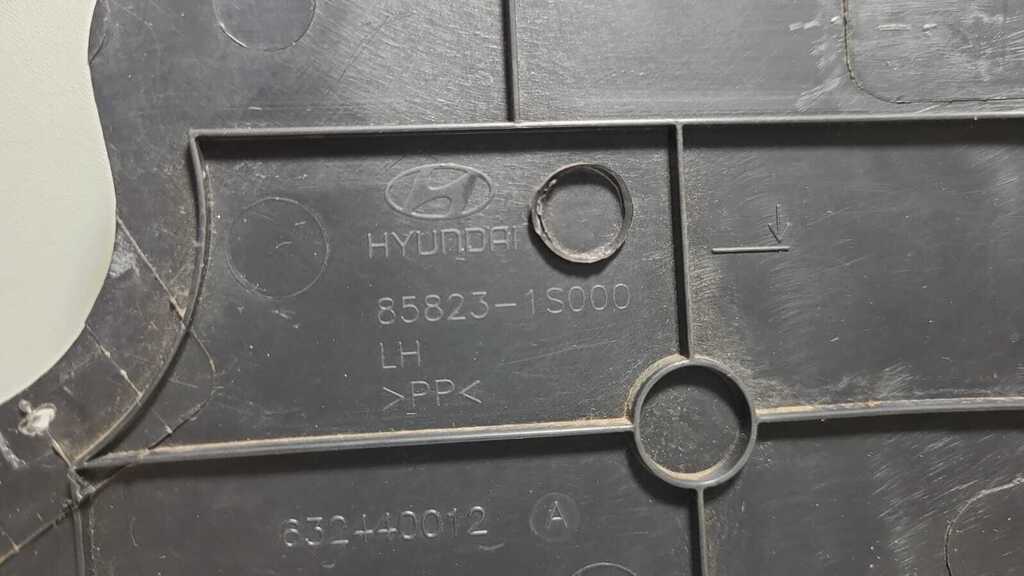 HYUNDAI
85823-1S000
LH
>PP<
632440012 A